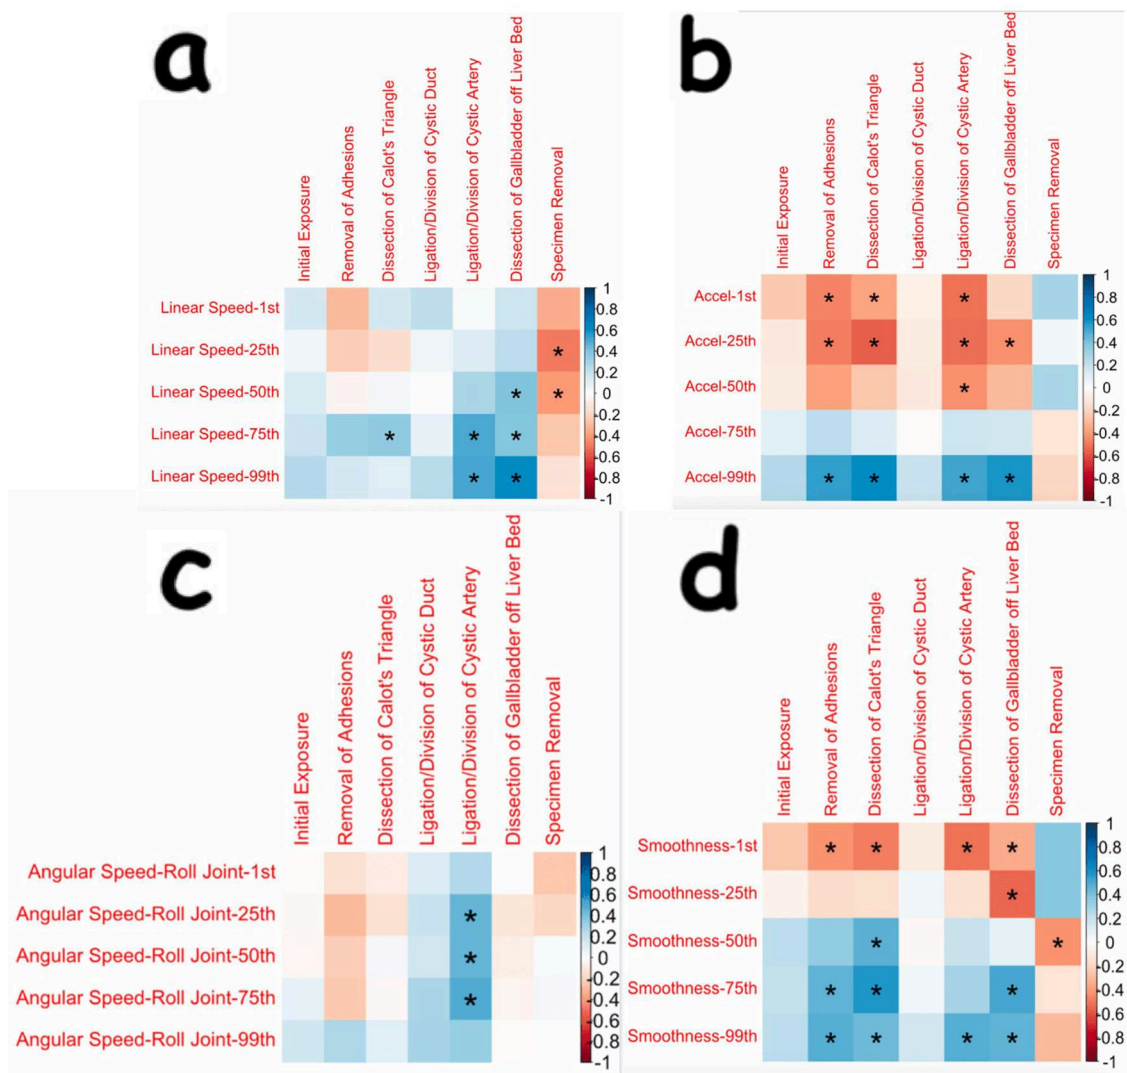 a
Initial Exposure
Removal of Adhesions
Dissection of Calot's Triangle
Ligation/Division of Cystic Duct
Ligation/Division of Cystic Artery
Dissection of Gallbladder off Liver Bed
Specimen Removal
Linear Speed-1st
Linear Speed-25th
*
Linear Speed-50th
* *
Linear Speed-75th
* * *
Linear Speed-99th
* *
1
0.8
0.6
0.4
0.2
0
-0.2
-0.4
-0.6
-0.8
-1
b
Initial Exposure
Removal of Adhesions
Dissection of Calot's Triangle
Ligation/Division of Cystic Duct
Ligation/Division of Cystic Artery
Dissection of Gallbladder off Liver Bed
Specimen Removal
Accel-1st
* * *
Accel-25th
* * * *
Accel-50th
*
Accel-75th
Accel-99th
* * * *
1
0.8
0.6
0.4
0.2
0
-0.2
-0.4
-0.6
-0.8
-1
c
Initial Exposure
Removal of Adhesions
Dissection of Calot's Triangle
Ligation/Division of Cystic Duct
Ligation/Division of Cystic Artery
Dissection of Gallbladder off Liver Bed
Specimen Removal
Angular Speed-Roll Joint-1st
Angular Speed-Roll Joint-25th
*
Angular Speed-Roll Joint-50th
*
Angular Speed-Roll Joint-75th
*
Angular Speed-Roll Joint-99th
1
0.8
0.6
0.4
0.2
0
-0.2
-0.4
-0.6
-0.8
-1
d
Initial Exposure
Removal of Adhesions
Dissection of Calot's Triangle
Ligation/Division of Cystic Duct
Ligation/Division of Cystic Artery
Dissection of Gallbladder off Liver Bed
Specimen Removal
Smoothness-1st
* * * *
Smoothness-25th
*
Smoothness-50th
* *
Smoothness-75th
* * *
Smoothness-99th
* * * *
1
0.8
0.6
0.4
0.2
0
-0.2
-0.4
-0.6
-0.8
-1